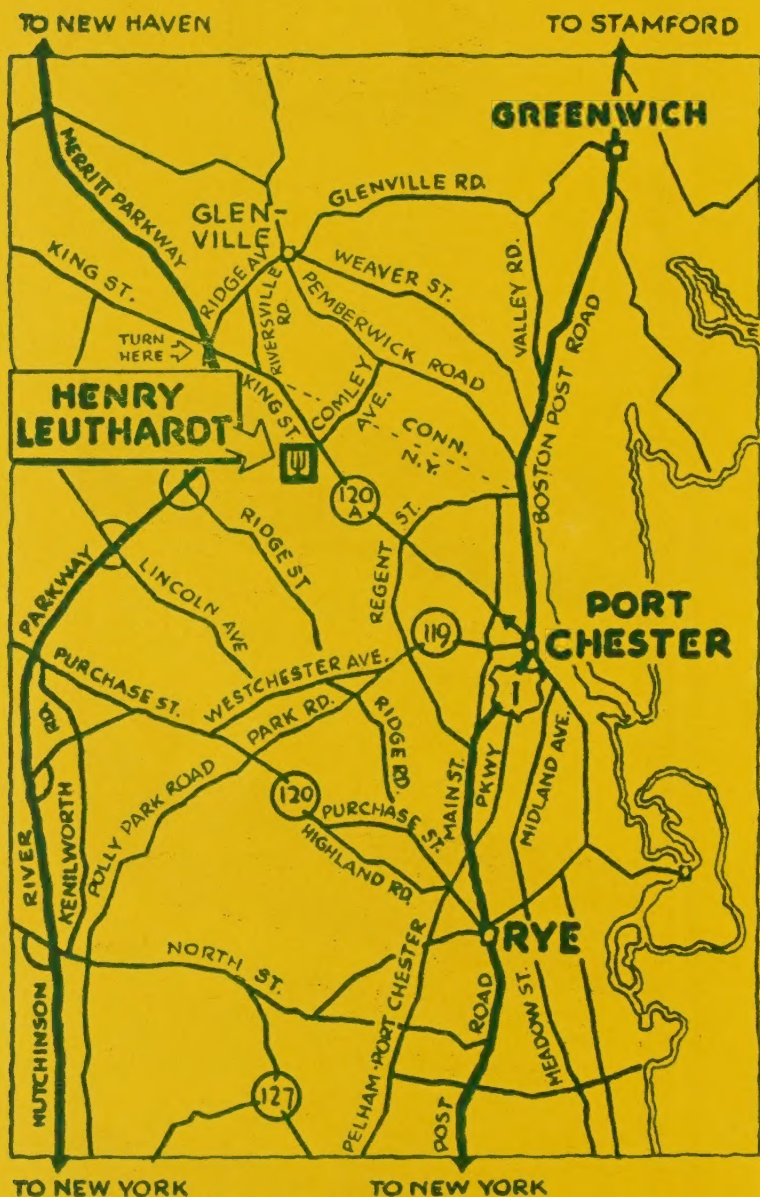 TO NEW HAVEN
TO STAMFORD
GREENWICH
MERRITT PARKWAY
GLENVILLE RD.
GLEN-
VILLE
KING ST.
RIDGE AV.
WEAVER ST.
VALLEY RD.
RIVERSVILLE
RD.
PEMBERWICK ROAD
TURN
HERE
BOSTON POST ROAD
HENRY
LEUTHARDT
KING ST.
COMLEY
AVE.
CONN.
N.Y.
120
A
RIDGE ST
REGENT ST.
LINCOLN AVE
PARKWAY
PORT
CHESTER
119
PURCHASE ST.
WESTCHESTER AVE.
1
PARK RD.
RIDGE RD.
RD.
KENILWORTH
POLLY PARK ROAD
MAIN ST.
PKWY
MIDLAND AVE.
120
PURCHASE ST.
HIGHLAND RD.
RIVER
RYE
NORTH ST.
HUTCHINSON
PELHAM-PORT CHESTER
ROAD
MEADOW ST.
127
POST
TO NEW YORK
TO NEW YORK